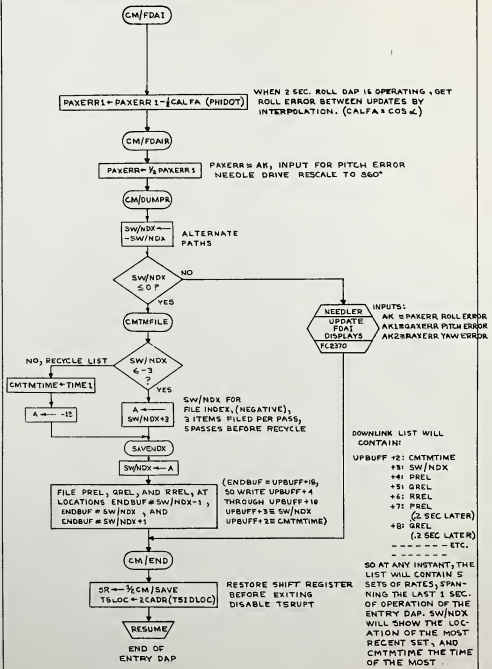 CM/FDAI
PAXERR1←PAXERR1-½CALFA (PHIDOT)
WHEN 2 SEC. ROLL DAP IS OPERATING, GET
ROLL ERROR BETWEEN UPDATES BY
INTERPOLATION. (CALFA= COS α)
CM/FDAIR
PAXERR← ½ PAXERR1
PAXERR≡ AK, INPUT FOR PITCH ERROR
NEEDLE DRIVE RESCALE TO 360°
CM/DUMPR
SW/NDX←
-SW/NDX
ALTERNATE
PATHS
SW/NDX
≤ 0 ?
NO
YES
NEEDLER
UPDATE
FDAI
DISPLAYS
FC2370
INPUTS:
AK ≡ PAXERR ROLL ERROR
AK1≡QAXERR PITCH ERROR
AK2≡RAXERR YAW ERROR
CMTMFILE
NO, RECYCLE LIST
SW/NDX
≤ -3
?
YES
CMTMTIME←TIME1
A ← -12
A ←
SW/NDX+3
SW/NDX FOR
FILE INDEX, (NEGATIVE),
3 ITEMS FILED PER PASS,
5 PASSES BEFORE RECYCLE
SAVENDX
SW/NDX← A
FILE PREL, QREL, AND RREL, AT
LOCATIONS ENDBUF+SW/NDX-1,
ENDBUF+SW/NDX, AND
ENDBUF+SW/NDX+1
(ENDBUF = UPBUFF+16,
SO WRITE UPBUFF+4
THROUGH UPBUFF+18
UPBUFF+3≡ SW/NDX
UPBUFF+2≡ CMTMTIME)
DOWNLINK LIST WILL
CONTAIN:
UPBUFF +2: CMTMTIME
+3: SW/NDX
+4: PREL
+5: QREL
+6: RREL
+7: PREL
(.2 SEC LATER)
+8: QREL
(.2 SEC LATER)
------- ETC.
SO AT ANY INSTANT, THE
LIST WILL CONTAIN 5
SETS OF RATES, SPAN-
NING THE LAST 1 SEC.
OF OPERATION OF THE
ENTRY DAP. SW/NDX
WILL SHOW THE LOC-
ATION OF THE MOST
RECENT SET, AND
CMTMTIME THE TIME
OF THE MOST
CM/END
SR← ½CM/SAVE
TSLOC←2CADR(T5IDLOC)
RESTORE SHIFT REGISTER
BEFORE EXITING
DISABLE TSRUPT
RESUME
END OF
ENTRY DAP